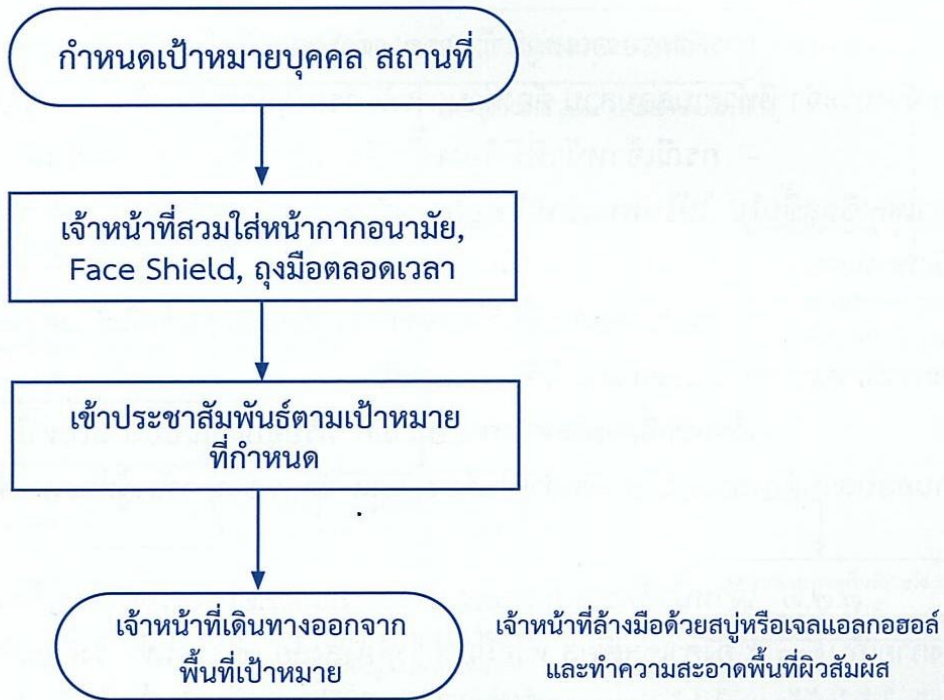 กำหนดเป้าหมายบุคคล สถานที่
เจ้าหน้าที่สวมใส่หน้ากากอนามัย,
Face Shield, ถุงมือตลอดเวลา
เข้าประชาสัมพันธ์ตามเป้าหมาย
ที่กำหนด
เจ้าหน้าที่เดินทางออกจาก
พื้นที่เป้าหมาย
เจ้าหน้าที่ล้างมือด้วยสบู่หรือเจลแอลกอฮอล์
และทำความสะอาดพื้นที่ผิวสัมผัส